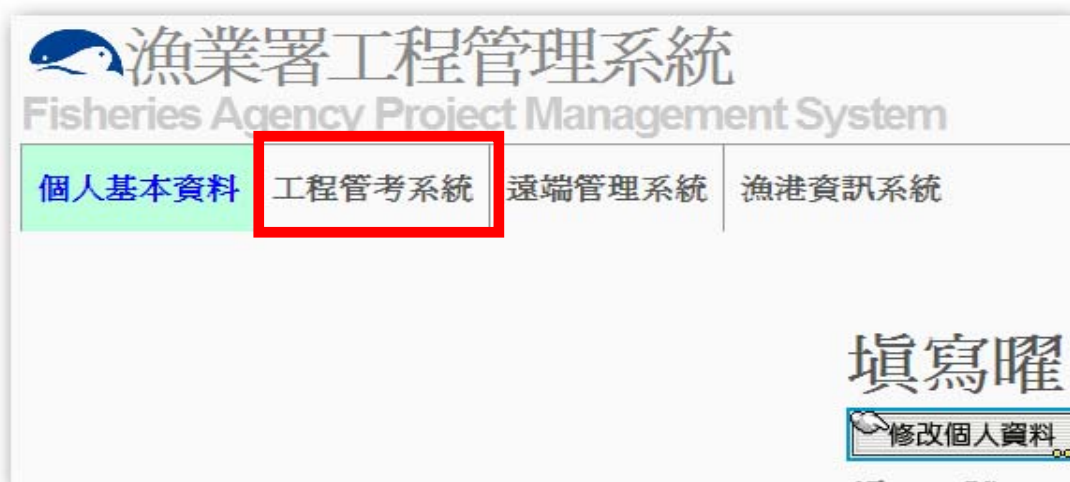 漁業署工程管理系統
Fisheries Agency Project Management System
個人基本資料 工程管考系統 遠端管理系統 漁港資訊系統
填寫曜
修改個人資料